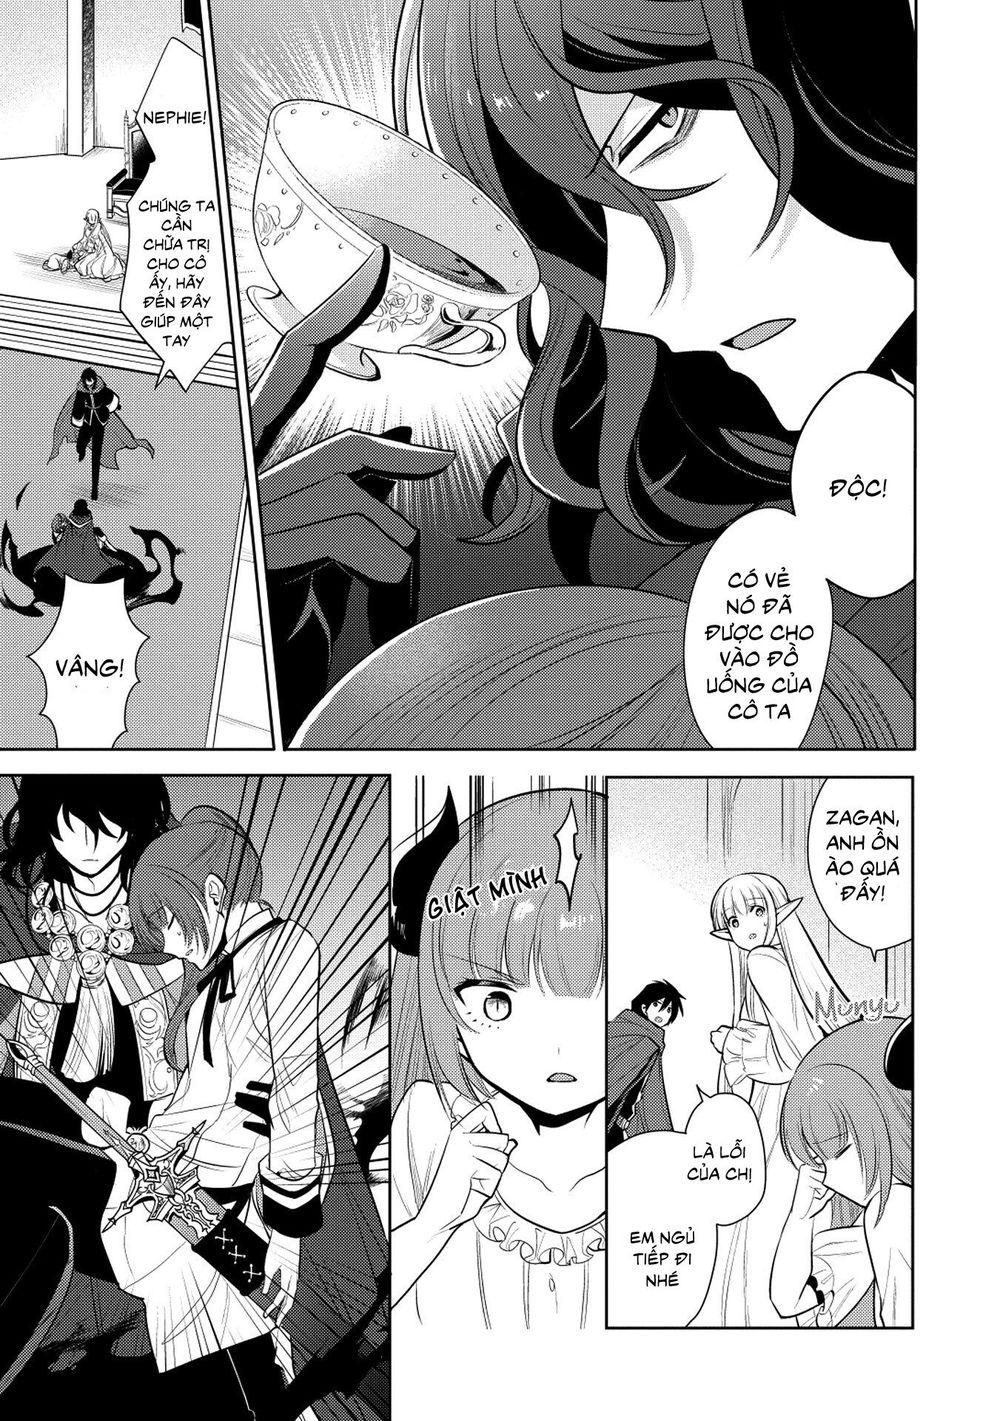 ĐỘC!
CÓ VẺ
NÓ ĐÃ
ĐƯỢC CHO
VÀO ĐỒ
UỐNG CỦA
CÔ TA
NEPHIE!
CHÚNG TA
CẦN
CHỮA TRỊ
CHO CÔ
ẤY, HÃY
ĐẾN ĐÂY
GIÚP MỘT
TAY
VÂNG!
ZAGAN,
ANH ỒN
ÀO QUÁ
ĐẤY!
Munyu
LÀ LỖI
CỦA CHỊ
EM NGỦ
TIẾP ĐI
NHÉ
GIẬT MÌNH